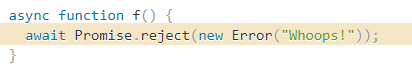 async function f() {
  await Promise.reject(new Error("Whoops!"));
}